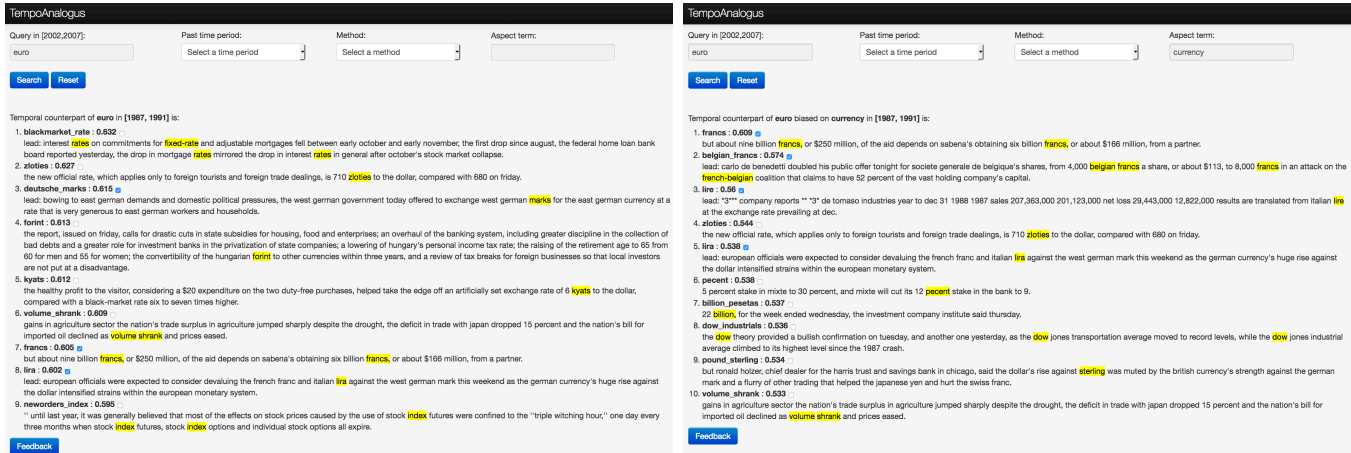 TempoAnalogus
Query in [2002,2007]: Past time period: Method: Aspect term:
euro Select a time period Select a method
Search Reset
Temporal counterpart of euro in [1987, 1991] is:
1. blackmarket_rate : 0.632
lead: interest rates on commitments for fixed-rate and adjustable mortgages fell between early october and early november, the first drop since august, the federal home loan bank
board reported yesterday, the drop in mortgage rates mirrored the drop in interest rates in general after october's stock market collapse.
2. zloties : 0.627
the new official rate, which applies only to foreign tourists and foreign trade dealings, is 710 zloties to the dollar, compared with 680 on friday.
3. deutsche_marks : 0.615
lead: bowing to east german demands and domestic political pressures, the west german government today offered to exchange west german marks for the east german currency at a
rate that is very generous to east german workers and households.
4. forint : 0.613
the report, issued on friday, calls for drastic cuts in state subsidies for housing, food and enterprises; an overhaul of the banking system, including greater discipline in the collection of
bad debts and a greater role for investment banks in the privatization of state companies; a lowering of hungary's personal income tax rate; the raising of the retirement age to 65 from
60 for men and 55 for women; the convertibility of the hungarian forint to other currencies within three years, and a review of tax breaks for foreign businesses so that local investors
are not put at a disadvantage.
5. kyats : 0.612
the healthy profit to the visitor, considering a $20 expenditure on the two duty-free purchases, helped take the edge off an artificially set exchange rate of 6 kyats to the dollar,
compared with a black-market rate six to seven times higher.
6. volume_shrank : 0.609
gains in agriculture sector the nation's trade surplus in agriculture jumped sharply despite the drought, the deficit in trade with japan dropped 15 percent and the nation's bill for
imported oil declined as volume shrank and prices eased.
7. francs : 0.605
but about nine billion francs, or $250 million, of the aid depends on sabena's obtaining six billion francs, or about $166 million, from a partner.
8. lira : 0.602
lead: european officials were expected to consider devaluing the french franc and italian lira against the west german mark this weekend as the german currency's huge rise against
the dollar intensified strains within the european monetary system.
9. neworders_index : 0.595
'' until last year, it was generally believed that most of the effects on stock prices caused by the use of stock index futures were confined to the ''triple witching hour,'' one day every
three months when stock index futures, stock index options and individual stock options all expire.
Feedback
TempoAnalogus
Query in [2002,2007]: Past time period: Method: Aspect term:
euro Select a time period Select a method currency
Search Reset
Temporal counterpart of euro biased on currency in [1987, 1991] is:
1. francs : 0.609
but about nine billion francs, or $250 million, of the aid depends on sabena's obtaining six billion francs, or about $166 million, from a partner.
2. belgian_francs : 0.574
lead: carlo de benedetti doubled his public offer tonight for societe generale de belgique's shares, from 4,000 belgian francs a share, or about $113, to 8,000 francs in an attack on the
french-belgian coalition that claims to have 52 percent of the vast holding company's capital.
3. lire : 0.56
lead: "3*** company reports ** "3" de tomaso industries year to dec 31 1988 1987 sales 207,363,000 201,123,000 net loss 29,443,000 12,822,000 results are translated from italian lire
at the exchange rate prevailing at dec.
4. zloties : 0.544
the new official rate, which applies only to foreign tourists and foreign trade dealings, is 710 zloties to the dollar, compared with 680 on friday.
5. lira : 0.538
lead: european officials were expected to consider devaluing the french franc and italian lira against the west german mark this weekend as the german currency's huge rise against
the dollar intensified strains within the european monetary system.
6. pecent : 0.538
5 percent stake in mixte to 30 percent, and mixte will cut its 12 pecent stake in the bank to 9.
7. billion_pesetas : 0.537
22 billion, for the week ended wednesday, the investment company institute said thursday.
8. dow_industrials : 0.536
the dow theory provided a bullish confirmation on tuesday, and another one yesterday, as the dow jones transportation average moved to record levels, while the dow jones industrial
average climbed to its highest level since the 1987 crash.
9. pound_sterling : 0.534
but ronald holzer, chief dealer for the harris trust and savings bank in chicago, said the dollar's rise against sterling was muted by the british currency's strength against the german
mark and a flurry of other trading that helped the japanese yen and hurt the swiss franc.
10. volume_shrank : 0.533
gains in agriculture sector the nation's trade surplus in agriculture jumped sharply despite the drought, the deficit in trade with japan dropped 15 percent and the nation's bill for
imported oil declined as volume shrank and prices eased.
Feedback